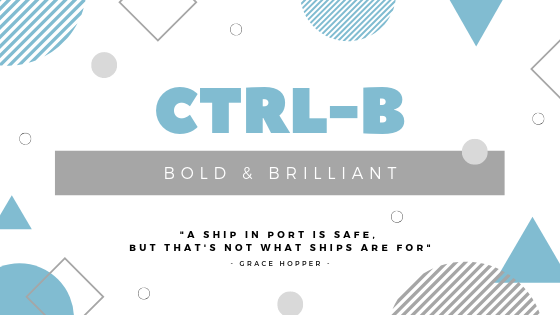 CTRL-B
BOLD & BRILLIANT
"A SHIP IN PORT IS SAFE,
BUT THAT'S NOT WHAT SHIPS ARE FOR"
- GRACE HOPPER -